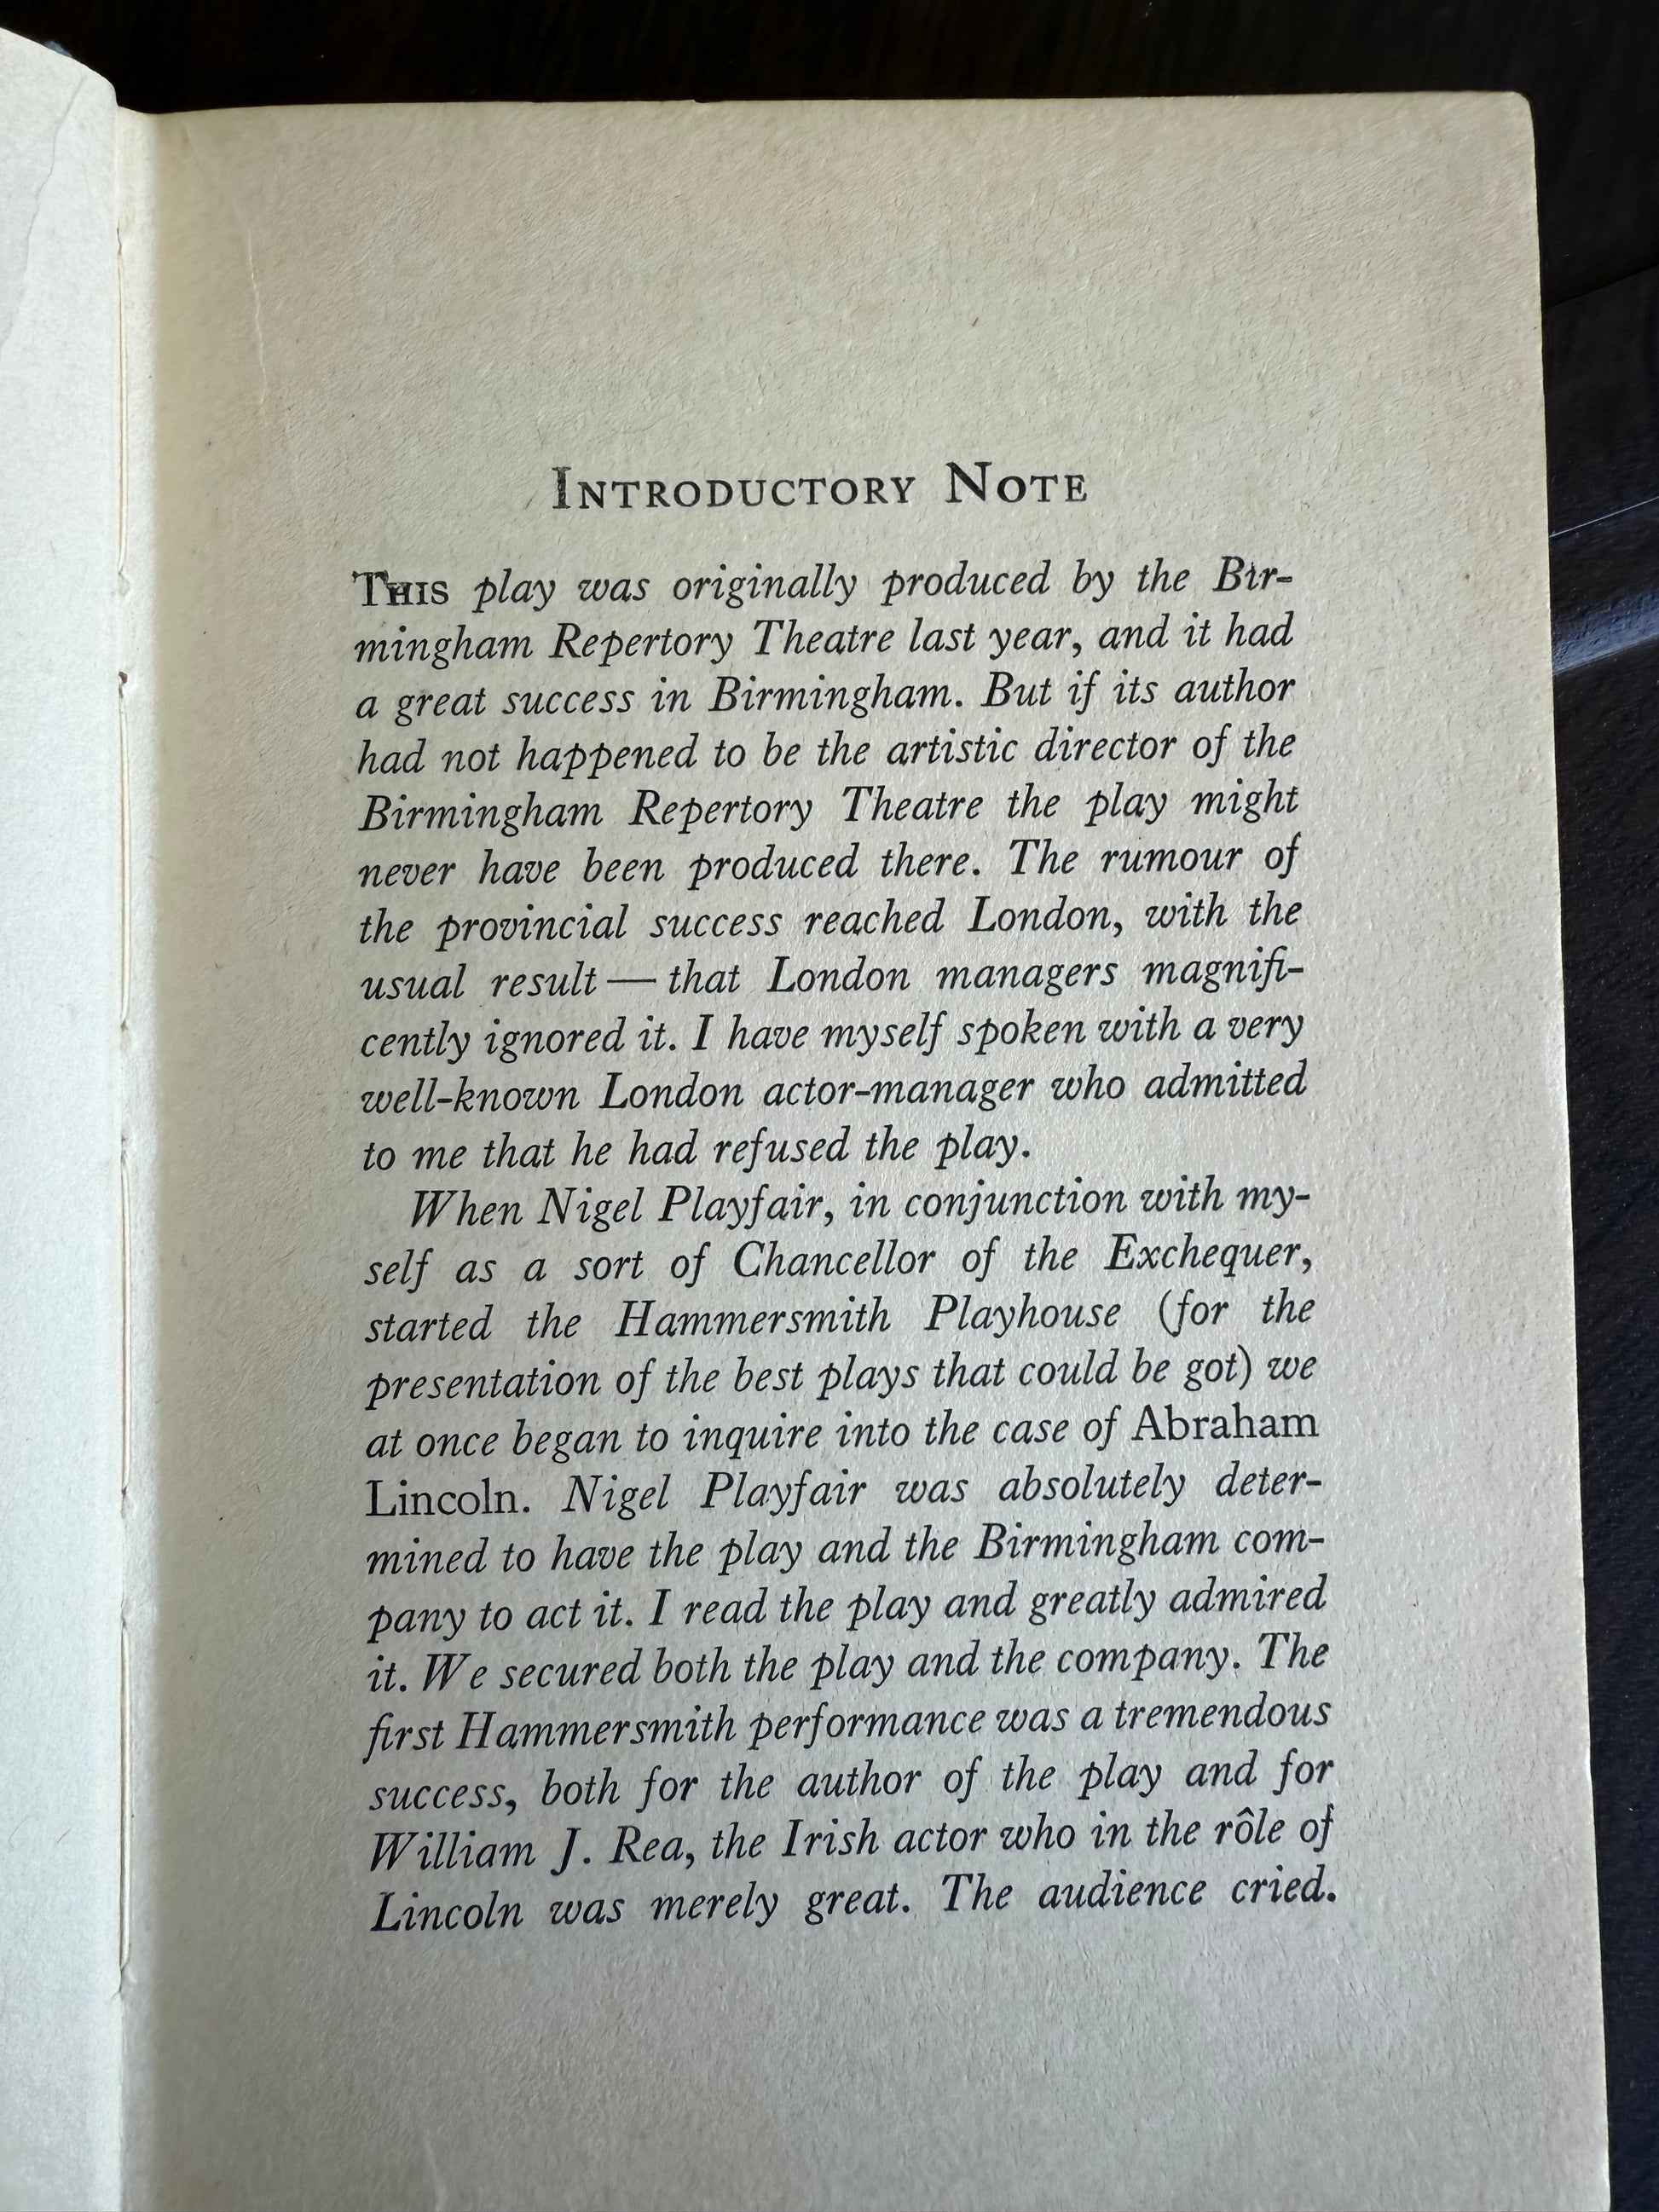 INTRODUCTORY NOTE
THIS play was originally produced by the Bir-
mingham Repertory Theatre last year, and it had
a great success in Birmingham. But if its author
had not happened to be the artistic director of the
Birmingham Repertory Theatre the play might
never have been produced there. The rumour of
the provincial success reached London, with the
usual result — that London managers magnifi-
cently ignored it. I have myself spoken with a very
well-known London actor-manager who admitted
to me that he had refused the play.
When Nigel Playfair, in conjunction with my-
self as a sort of Chancellor of the Exchequer,
started the Hammersmith Playhouse (for the
presentation of the best plays that could be got) we
at once began to inquire into the case of Abraham
Lincoln. Nigel Playfair was absolutely deter-
mined to have the play and the Birmingham com-
pany to act it. I read the play and greatly admired
it. We secured both the play and the company. The
first Hammersmith performance was a tremendous
success, both for the author of the play and for
William J. Rea, the Irish actor who in the rôle of
Lincoln was merely great. The audience cried.